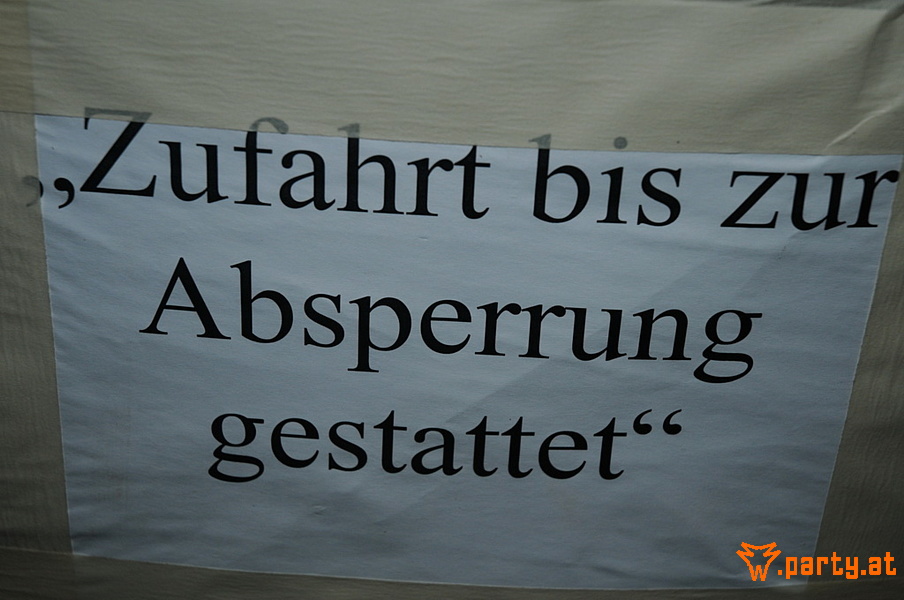 „Zufahrt bis zur
Absperrung
gestattet“
w.party.at